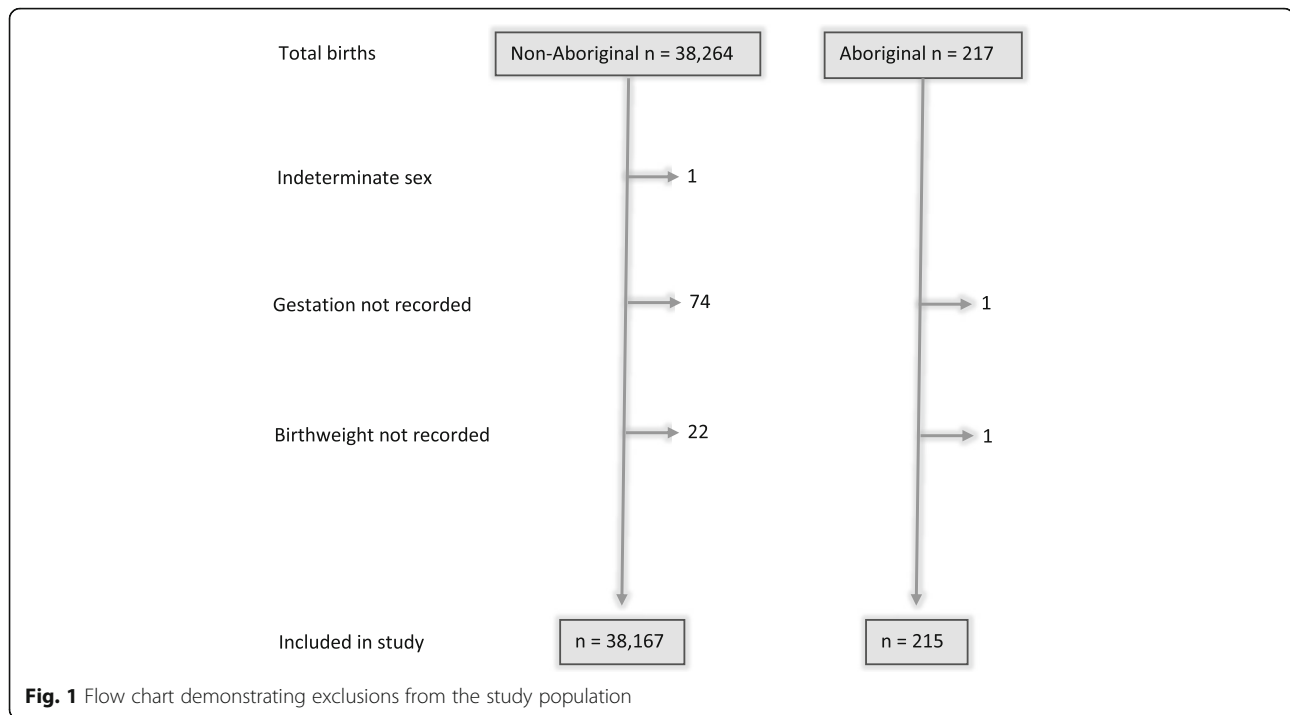 Total births Non-Aboriginal n = 38,264 Aboriginal n = 217
Indeterminate sex 1
Gestation not recorded 74 1
Birthweight not recorded 22 1
Included in study n = 38,167 n = 215
Fig. 1 Flow chart demonstrating exclusions from the study population